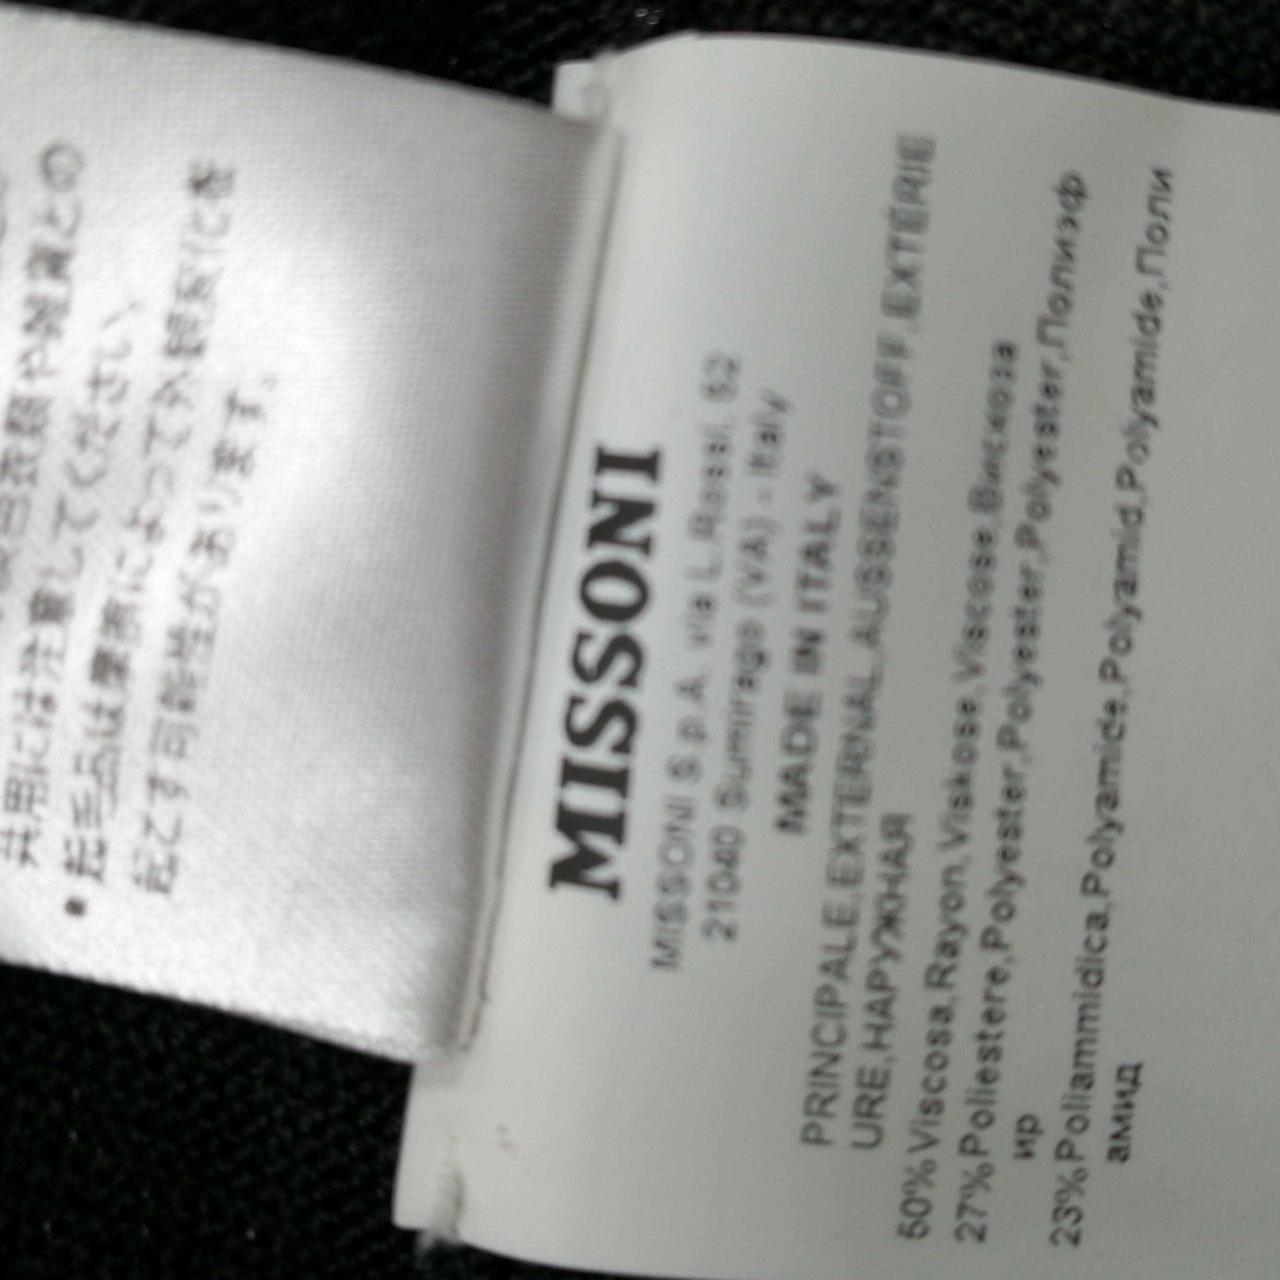 共用には注意してください
• 起毛品は摩擦によって外観変化を
起こす可能性があります。
MISSONI
MISSONI S.p.A. via L.Rossi, 52
21040 Sumirago (VA) - Italy
MADE IN ITALY
PRINCIPALE,EXTERNAL,AUSSENSTOFF,EXTERIE
URE,НАРУЖНАЯ
50%Viscosa,Rayon,Viskose,Viscose,Вискоза
27%Poliestere,Polyester,Polyester,Polyester,Полиэф
ир
23%Poliammidica,Polyamide,Polyamid,Polyamide,Поли
амид